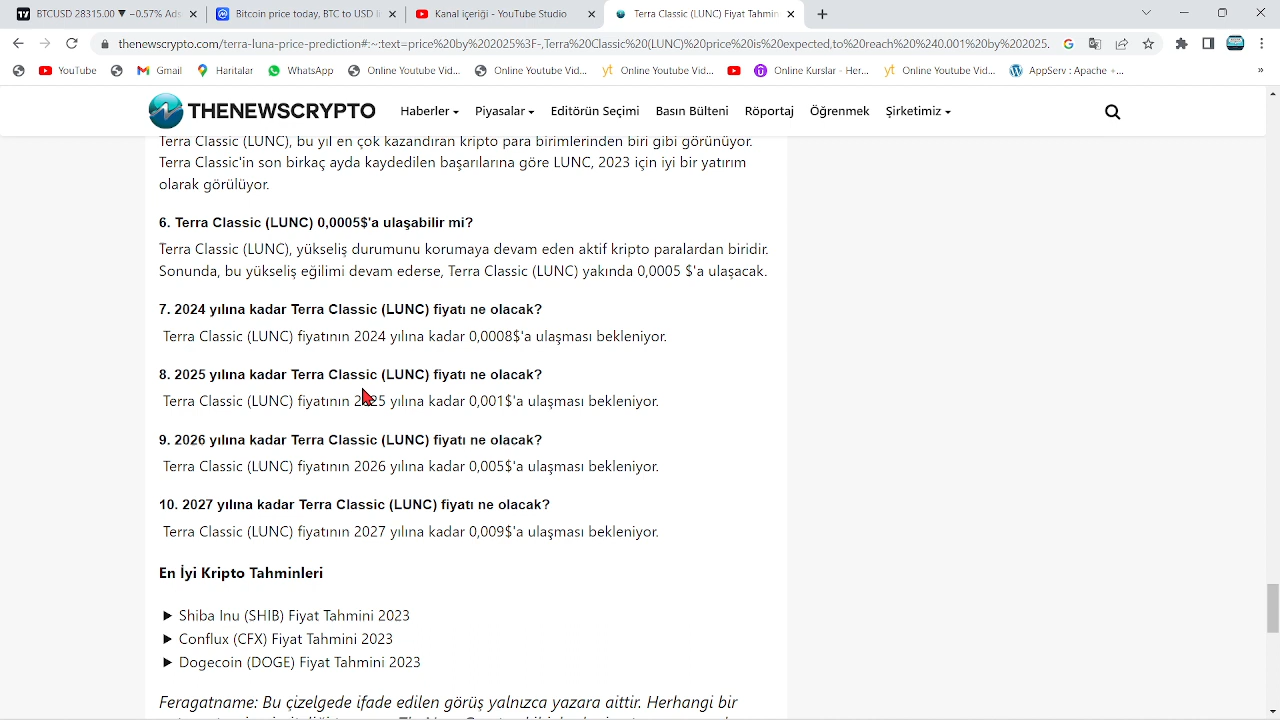 BTCUSD 28315.00 ▼ −0.57% Ads
Bitcoin price today, BTC to USD li
Kanal içeriği - YouTube Studio
Terra Classic (LUNC) Fiyat Tahmin
thenewscrypto.com/terra-luna-price-prediction#:~:text=price%20by%202025%3F-,Terra%20Classic%20(LUNC)%20price%20is%20expected,to%20reach%20%240.001%20by%202025.
YouTube
Gmail
Haritalar
WhatsApp
Online Youtube Vid...
Online Youtube Vid...
Online Youtube Vid...
Online Kurslar - Her...
Online Youtube Vid...
AppServ : Apache +...
»
THENEWSCRYPTO
Haberler
Piyasalar
Editörün Seçimi
Basın Bülteni
Röportaj
Öğrenmek
Şirketimiz
Terra Classic (LUNC), bu yıl en çok kazandıran kripto para birimlerinden biri gibi görünüyor.
Terra Classic'in son birkaç ayda kaydedilen başarılarına göre LUNC, 2023 için iyi bir yatırım
olarak görülüyor.
6. Terra Classic (LUNC) 0,0005$'a ulaşabilir mi?
Terra Classic (LUNC), yükseliş durumunu korumaya devam eden aktif kripto paralardan biridir.
Sonunda, bu yükseliş eğilimi devam ederse, Terra Classic (LUNC) yakında 0,0005 $'a ulaşacak.
7. 2024 yılına kadar Terra Classic (LUNC) fiyatı ne olacak?
Terra Classic (LUNC) fiyatının 2024 yılına kadar 0,0008$'a ulaşması bekleniyor.
8. 2025 yılına kadar Terra Classic (LUNC) fiyatı ne olacak?
Terra Classic (LUNC) fiyatının 2025 yılına kadar 0,001$'a ulaşması bekleniyor.
9. 2026 yılına kadar Terra Classic (LUNC) fiyatı ne olacak?
Terra Classic (LUNC) fiyatının 2026 yılına kadar 0,005$'a ulaşması bekleniyor.
10. 2027 yılına kadar Terra Classic (LUNC) fiyatı ne olacak?
Terra Classic (LUNC) fiyatının 2027 yılına kadar 0,009$'a ulaşması bekleniyor.
En İyi Kripto Tahminleri
Shiba Inu (SHIB) Fiyat Tahmini 2023
Conflux (CFX) Fiyat Tahmini 2023
Dogecoin (DOGE) Fiyat Tahmini 2023
Feragatname: Bu çizelgede ifade edilen görüş yalnızca yazara aittir. Herhangi bir